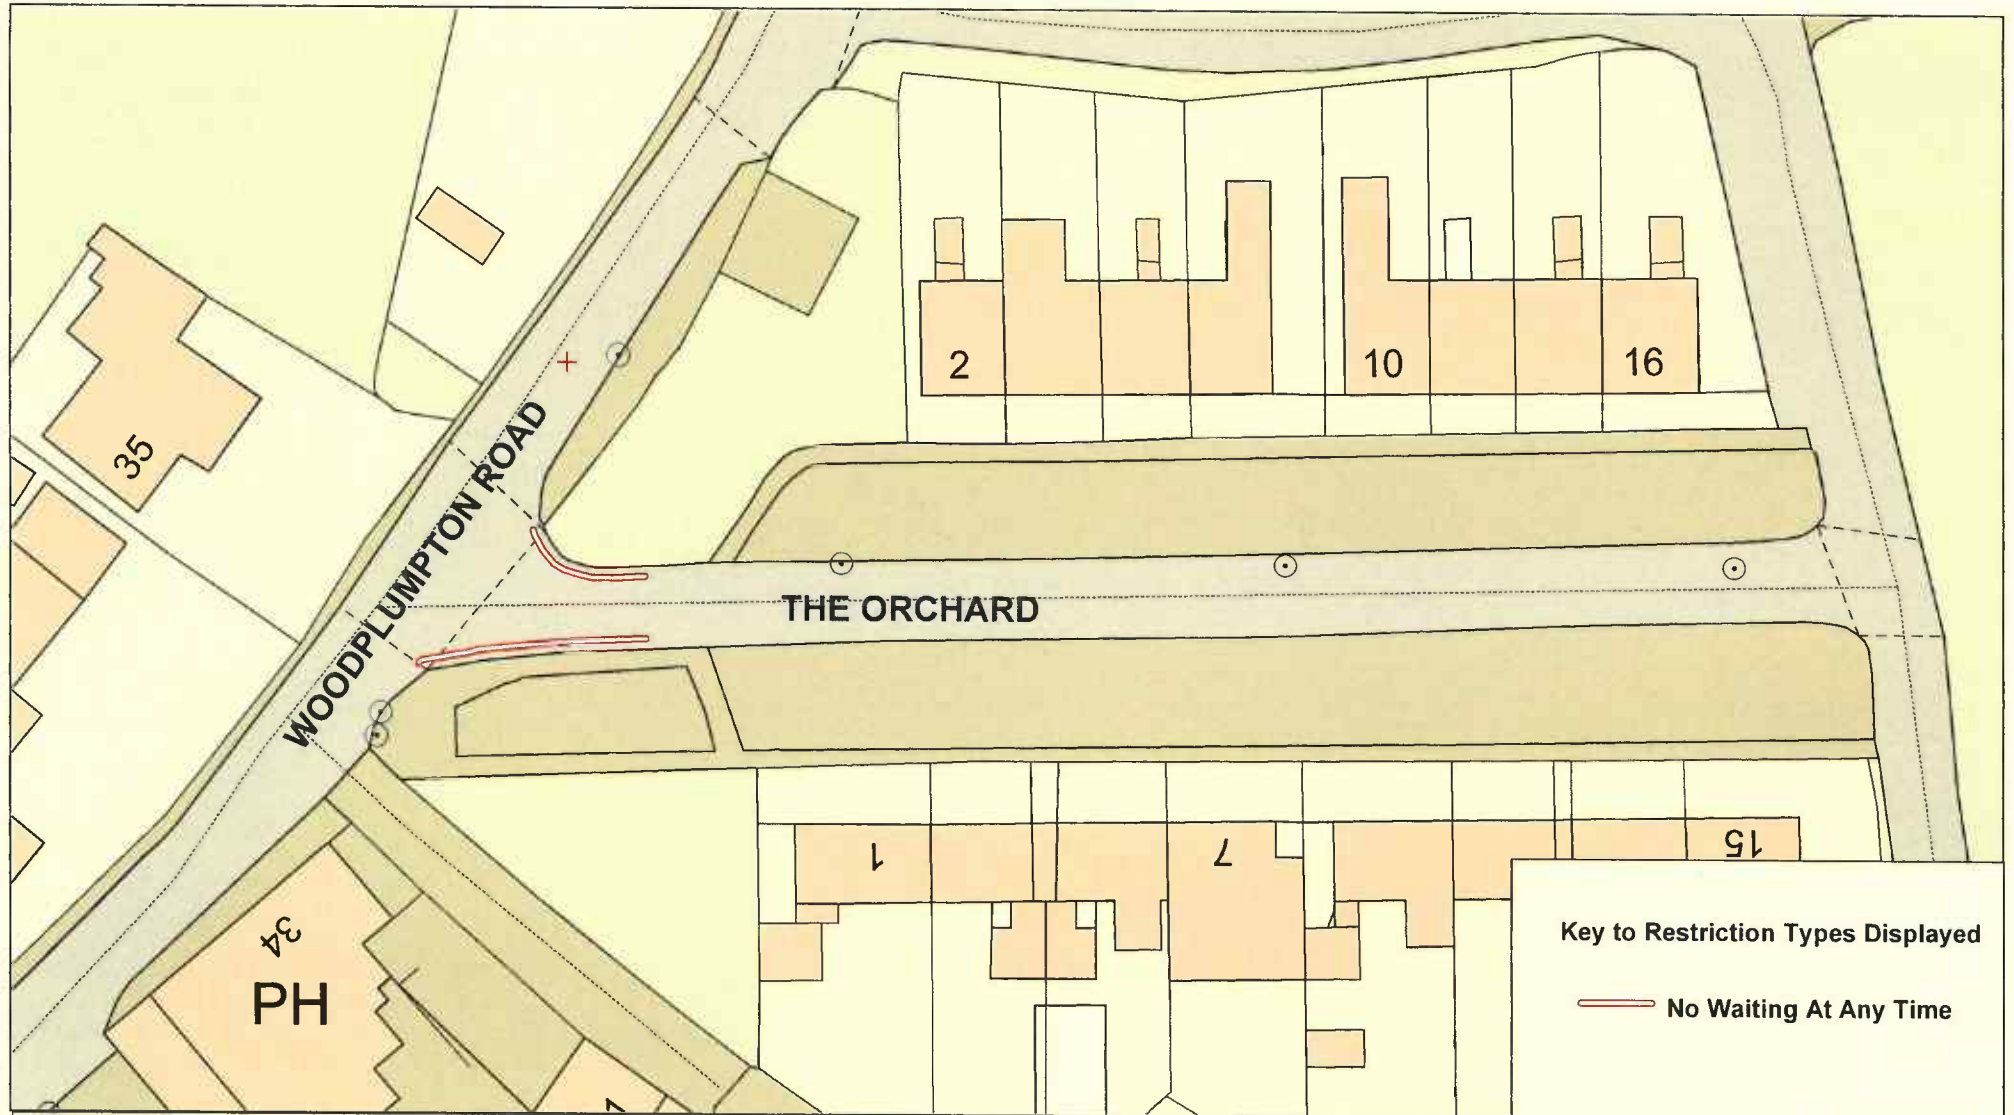 2
10
16
35
WOODPLUMPTON ROAD
THE ORCHARD
1
7
15
34
PH
1
Key to Restriction Types Displayed
No Waiting At Any Time